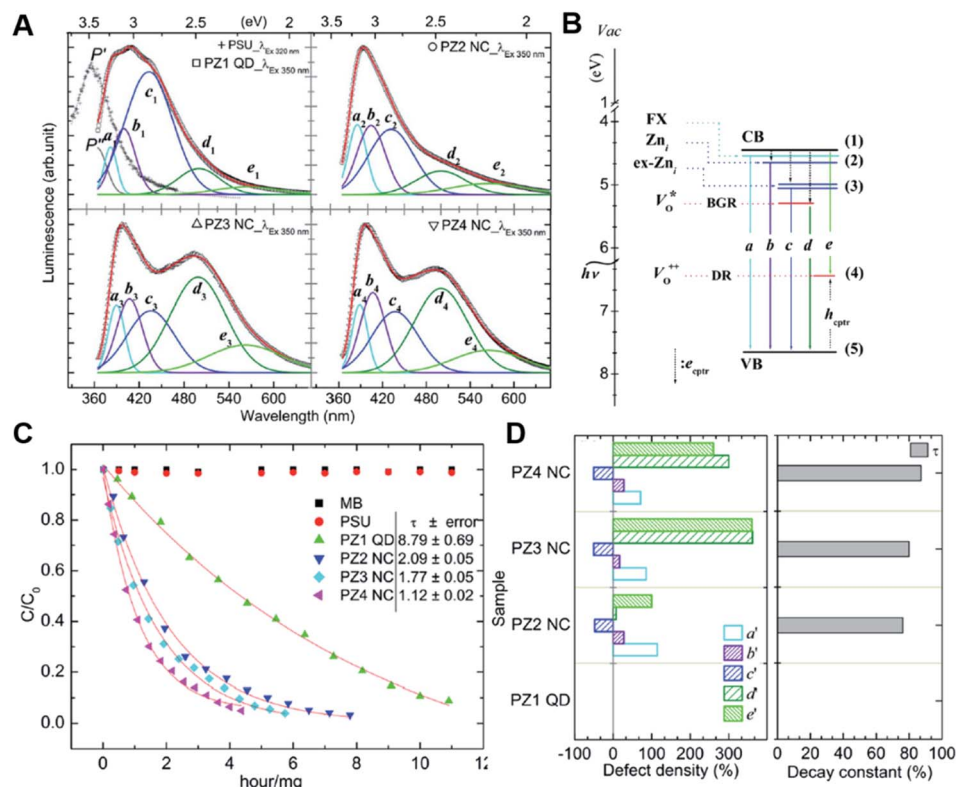 A
3.5 3 2.5 (eV) 2 3.5 3 2.5 2
+ PSU_λEx 320 nm
□ PZ1 QD_λEx 350 nm
P'
P''
a1 b1 c1 d1 e1
○ PZ2 NC_λEx 350 nm
a2 b2 c2 d2 e2
△ PZ3 NC_λEx 350 nm
a3 b3 c3 d3 e3
▽ PZ4 NC_λEx 350 nm
a4 b4 c4 d4 e4
Luminescence (arb.unit)
360 420 480 540 600 360 420 480 540 600
Wavelength (nm)
B
Vac
(eV)
1
4
5
6
hν
7
8
FX
Zni
ex-Zni
VO* BGR
VO++ DR
CB
(1)
(2)
(3)
(4)
(5)
a b c d e
hcptr
VB
:ecptr
C
C/C0
1.0
0.8
0.6
0.4
0.2
0.0
■ MB
● PSU τ ± error
▲ PZ1 QD 8.79 ± 0.69
▼ PZ2 NC 2.09 ± 0.05
◆ PZ3 NC 1.77 ± 0.05
◀ PZ4 NC 1.12 ± 0.02
0 2 4 6 8 10 12
hour/mg
D
Sample
PZ4 NC
PZ3 NC
PZ2 NC
PZ1 QD
a'
b'
c'
d'
e'
τ
-100 0 100 200 300
Defect density (%)
0 20 40 60 80 100
Decay constant (%)